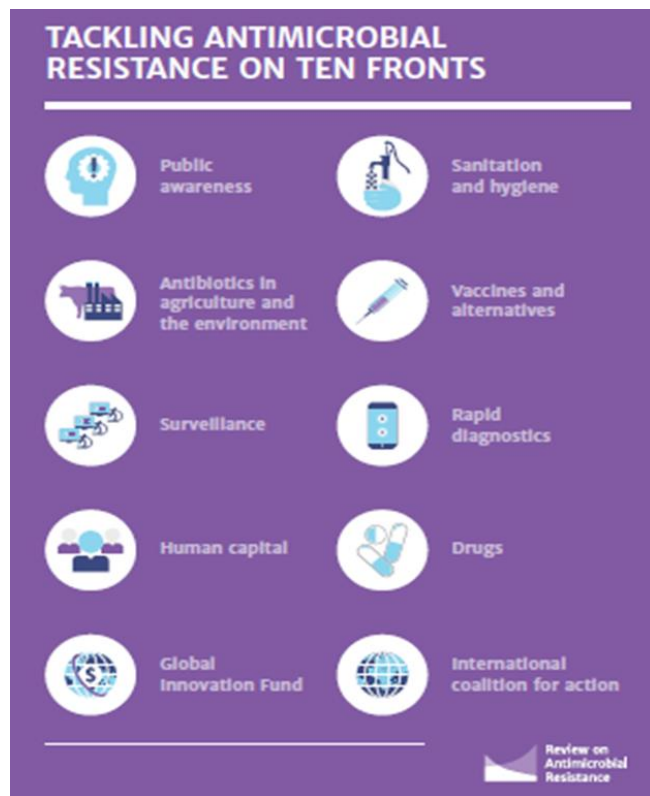 TACKLING ANTIMICROBIAL
RESISTANCE ON TEN FRONTS
Public
awareness
Sanitation
and hygiene
Antibiotics in
agriculture and
the environment
Vaccines and
alternatives
Surveillance
Rapid
diagnostics
Human capital
Drugs
Global
Innovation Fund
International
coalition for action
Review on
Antimicrobial
Resistance